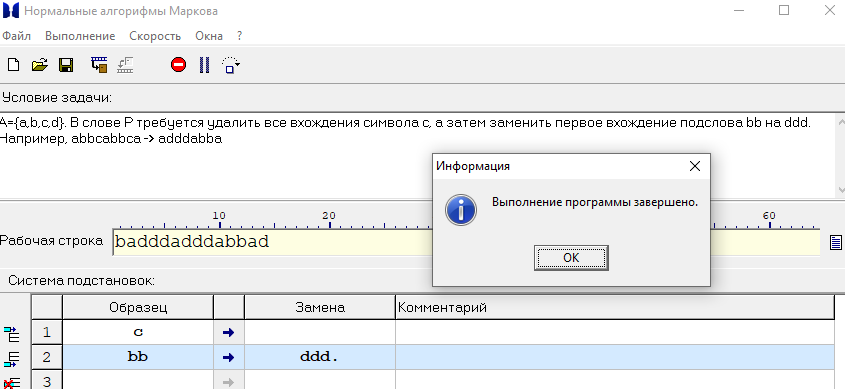 Нормальные алгорифмы Маркова
Файл Выполнение Скорость Окна ?
Условие задачи:
A={a,b,c,d}. В слове P требуется удалить все вхождения символа c, а затем заменить первое вхождение подслова bb на ddd.
Например, abbcabbca -> adddabba
Информация
Выполнение программы завершено.
OK
10 20 60
Рабочая строка badddadddabbad
Система подстановок:
Образец Замена Комментарий
1 c →
2 bb → ddd.
3 →